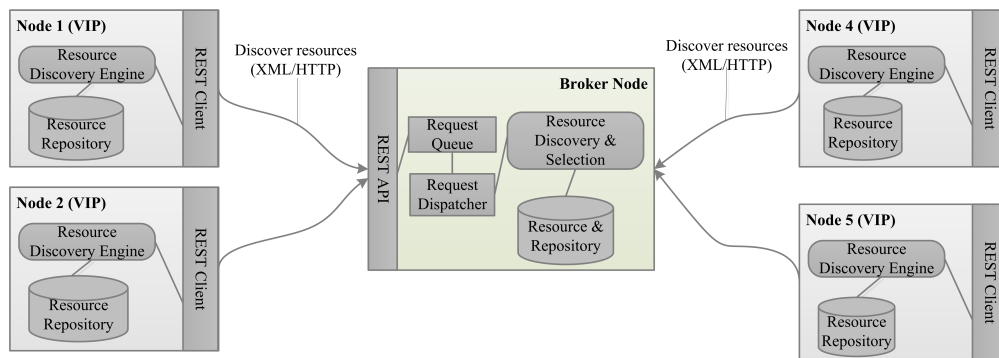 Node 1 (VIP)
Resource
Discovery Engine
Resource
Repository
REST Client
Discover resources
(XML/HTTP)
Node 2 (VIP)
Resource
Discovery Engine
Resource
Repository
REST Client
Broker Node
REST API
Request
Queue
Request
Dispatcher
Resource
Discovery &
Selection
Resource &
Repository
Discover resources
(XML/HTTP)
Node 4 (VIP)
Resource
Discovery Engine
Resource
Repository
REST Client
Node 5 (VIP)
Resource
Discovery Engine
Resource
Repository
REST Client